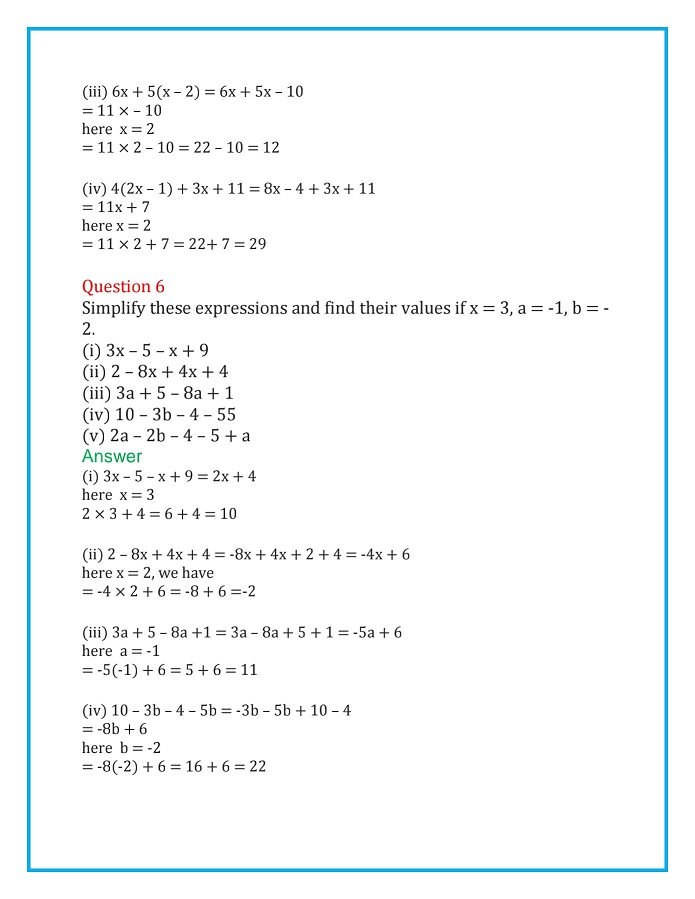 (iii) 6x + 5(x – 2) = 6x + 5x – 10
= 11 × – 10
here x = 2
= 11 × 2 – 10 = 22 – 10 = 12
(iv) 4(2x – 1) + 3x + 11 = 8x – 4 + 3x + 11
= 11x + 7
here x = 2
= 11 × 2 + 7 = 22+ 7 = 29
Question 6
Simplify these expressions and find their values if x = 3, a = -1, b = -
2.
(i) 3x – 5 – x + 9
(ii) 2 – 8x + 4x + 4
(iii) 3a + 5 – 8a + 1
(iv) 10 – 3b – 4 – 55
(v) 2a – 2b – 4 – 5 + a
Answer
(i) 3x – 5 – x + 9 = 2x + 4
here x = 3
2 × 3 + 4 = 6 + 4 = 10
(ii) 2 – 8x + 4x + 4 = -8x + 4x + 2 + 4 = -4x + 6
here x = 2, we have
= -4 × 2 + 6 = -8 + 6 =-2
(iii) 3a + 5 – 8a +1 = 3a – 8a + 5 + 1 = -5a + 6
here a = -1
= -5(-1) + 6 = 5 + 6 = 11
(iv) 10 – 3b – 4 – 5b = -3b – 5b + 10 – 4
= -8b + 6
here b = -2
= -8(-2) + 6 = 16 + 6 = 22